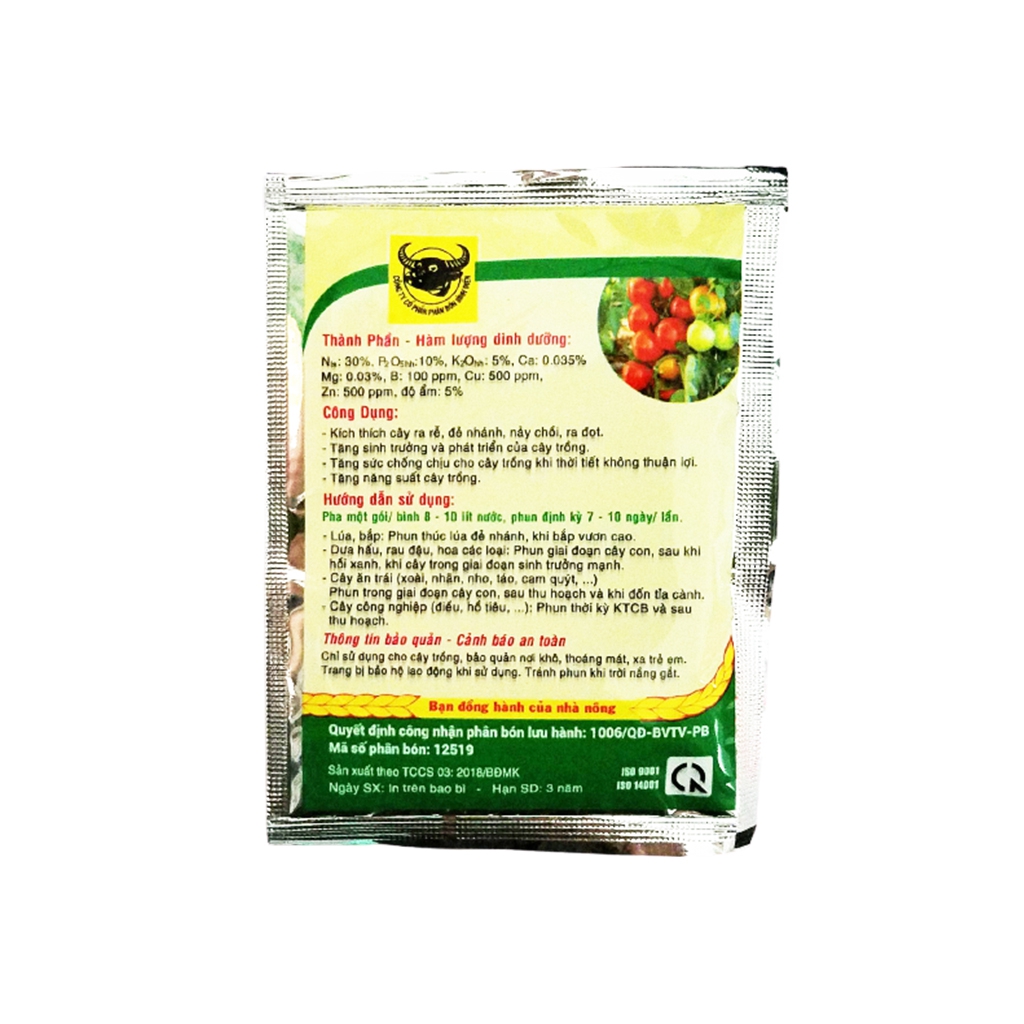 CÔNG TY CỔ PHẦN PHÂN BÓN BÌNH ĐIỀN
Thành Phần - Hàm lượng dinh dưỡng:
Nts: 30%, P2O5hh:10%, K2Ohh: 5%, Ca: 0.035%
Mg: 0.03%, B: 100 ppm, Cu: 500 ppm,
Zn: 500 ppm, độ ẩm: 5%
Công Dụng:
- Kích thích cây ra rễ, đẻ nhánh, nảy chồi, ra đọt.
- Tăng sinh trưởng và phát triển của cây trồng.
- Tăng sức chống chịu cho cây trồng khi thời tiết không thuận lợi.
- Tăng năng suất cây trồng.
Hướng dẫn sử dụng:
Pha một gói/ bình 8 - 10 lít nước, phun định kỳ 7 - 10 ngày/ lần.
- Lúa, bắp: Phun thúc lúa đẻ nhánh, khi bắp vươn cao.
- Dưa hấu, rau đậu, hoa các loại: Phun giai đoạn cây con, sau khi
hồi xanh, khi cây trong giai đoạn sinh trưởng mạnh.
- Cây ăn trái (xoài, nhãn, nho, táo, cam quýt, ...)
Phun trong giai đoạn cây con, sau thu hoạch và khi đốn tỉa cành.
- Cây công nghiệp (điều, hồ tiêu, ...): Phun thời kỳ KTCB và sau
thu hoạch.
Thông tin bảo quản - Cảnh báo an toàn
Chỉ sử dụng cho cây trồng, bảo quản nơi khô, thoáng mát, xa trẻ em.
Trang bị bảo hộ lao động khi sử dụng. Tránh phun khi trời nắng gắt.
Bạn đồng hành của nhà nông
Quyết định công nhận phân bón lưu hành: 1006/QĐ-BVTV-PB
Mã số phân bón: 12519
Sản xuất theo TCCS 03: 2018/BĐMK
Ngày SX: In trên bao bì - Hạn SD: 3 năm
ISO 9001
ISO 14001